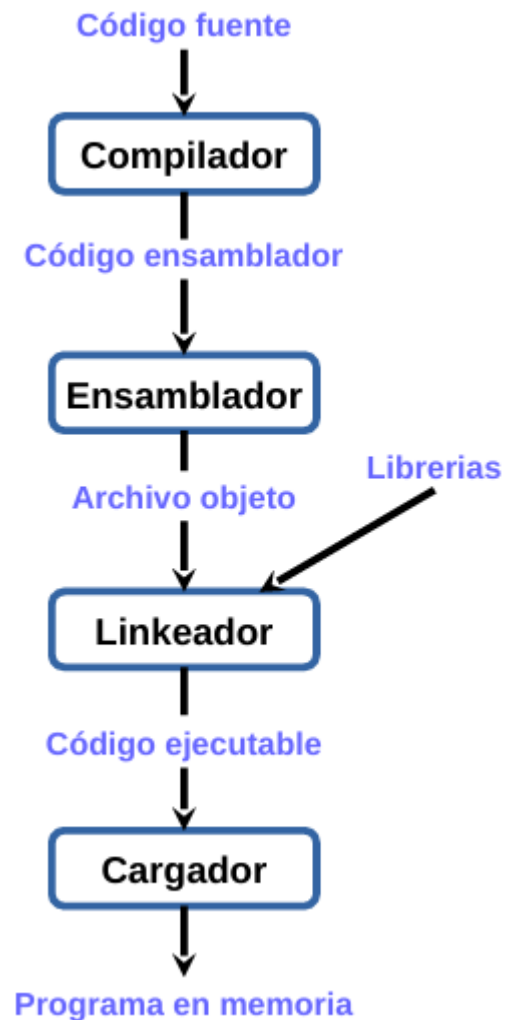 Código fuente
Compilador
Código ensamblador
Ensamblador
Librerias
Archivo objeto
Linkeador
Código ejecutable
Cargador
Programa en memoria